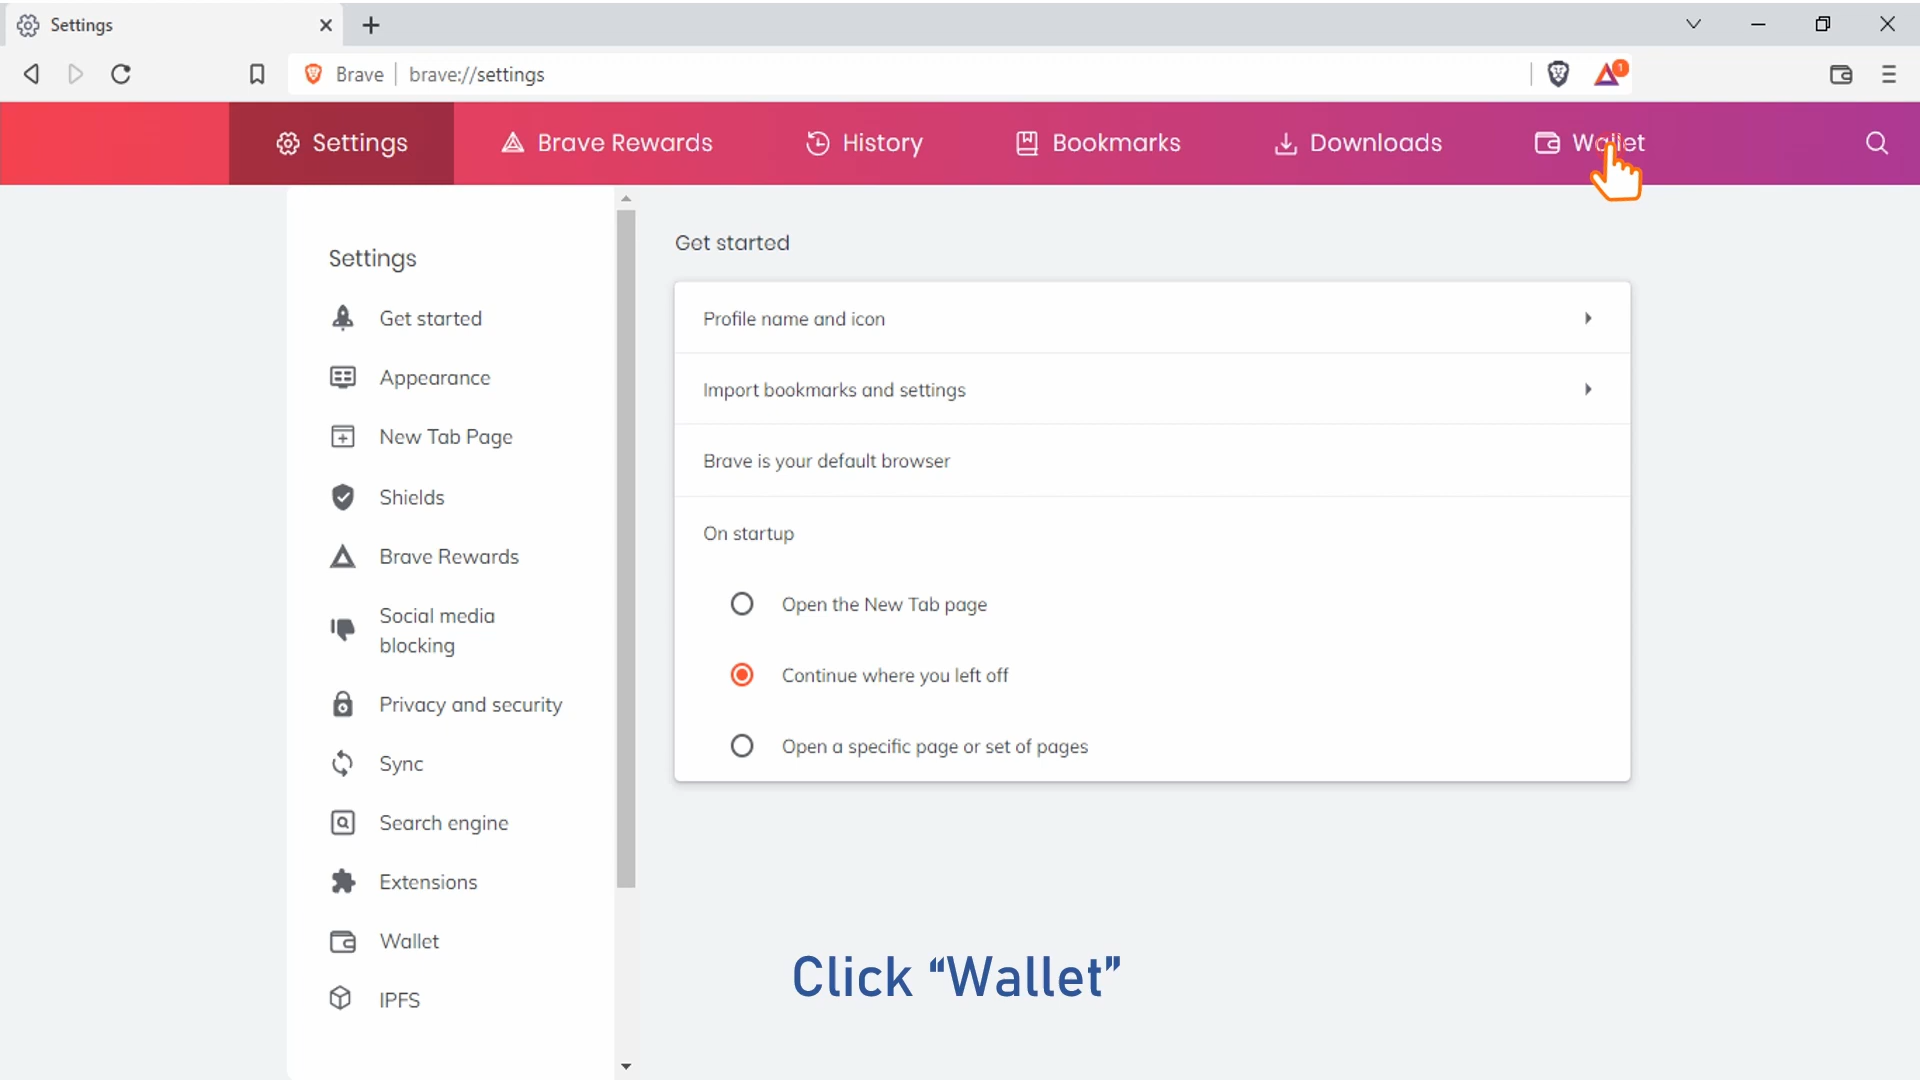 Settings
Brave
brave://settings
1
Settings
Brave Rewards
History
Bookmarks
Downloads
Wallet
Settings
Get started
Appearance
New Tab Page
Shields
Brave Rewards
Social media
blocking
Privacy and security
Sync
Search engine
Extensions
Wallet
IPFS
Get started
Profile name and icon
Import bookmarks and settings
Brave is your default browser
On startup
Open the New Tab page
Continue where you left off
Open a specific page or set of pages
Click “Wallet”